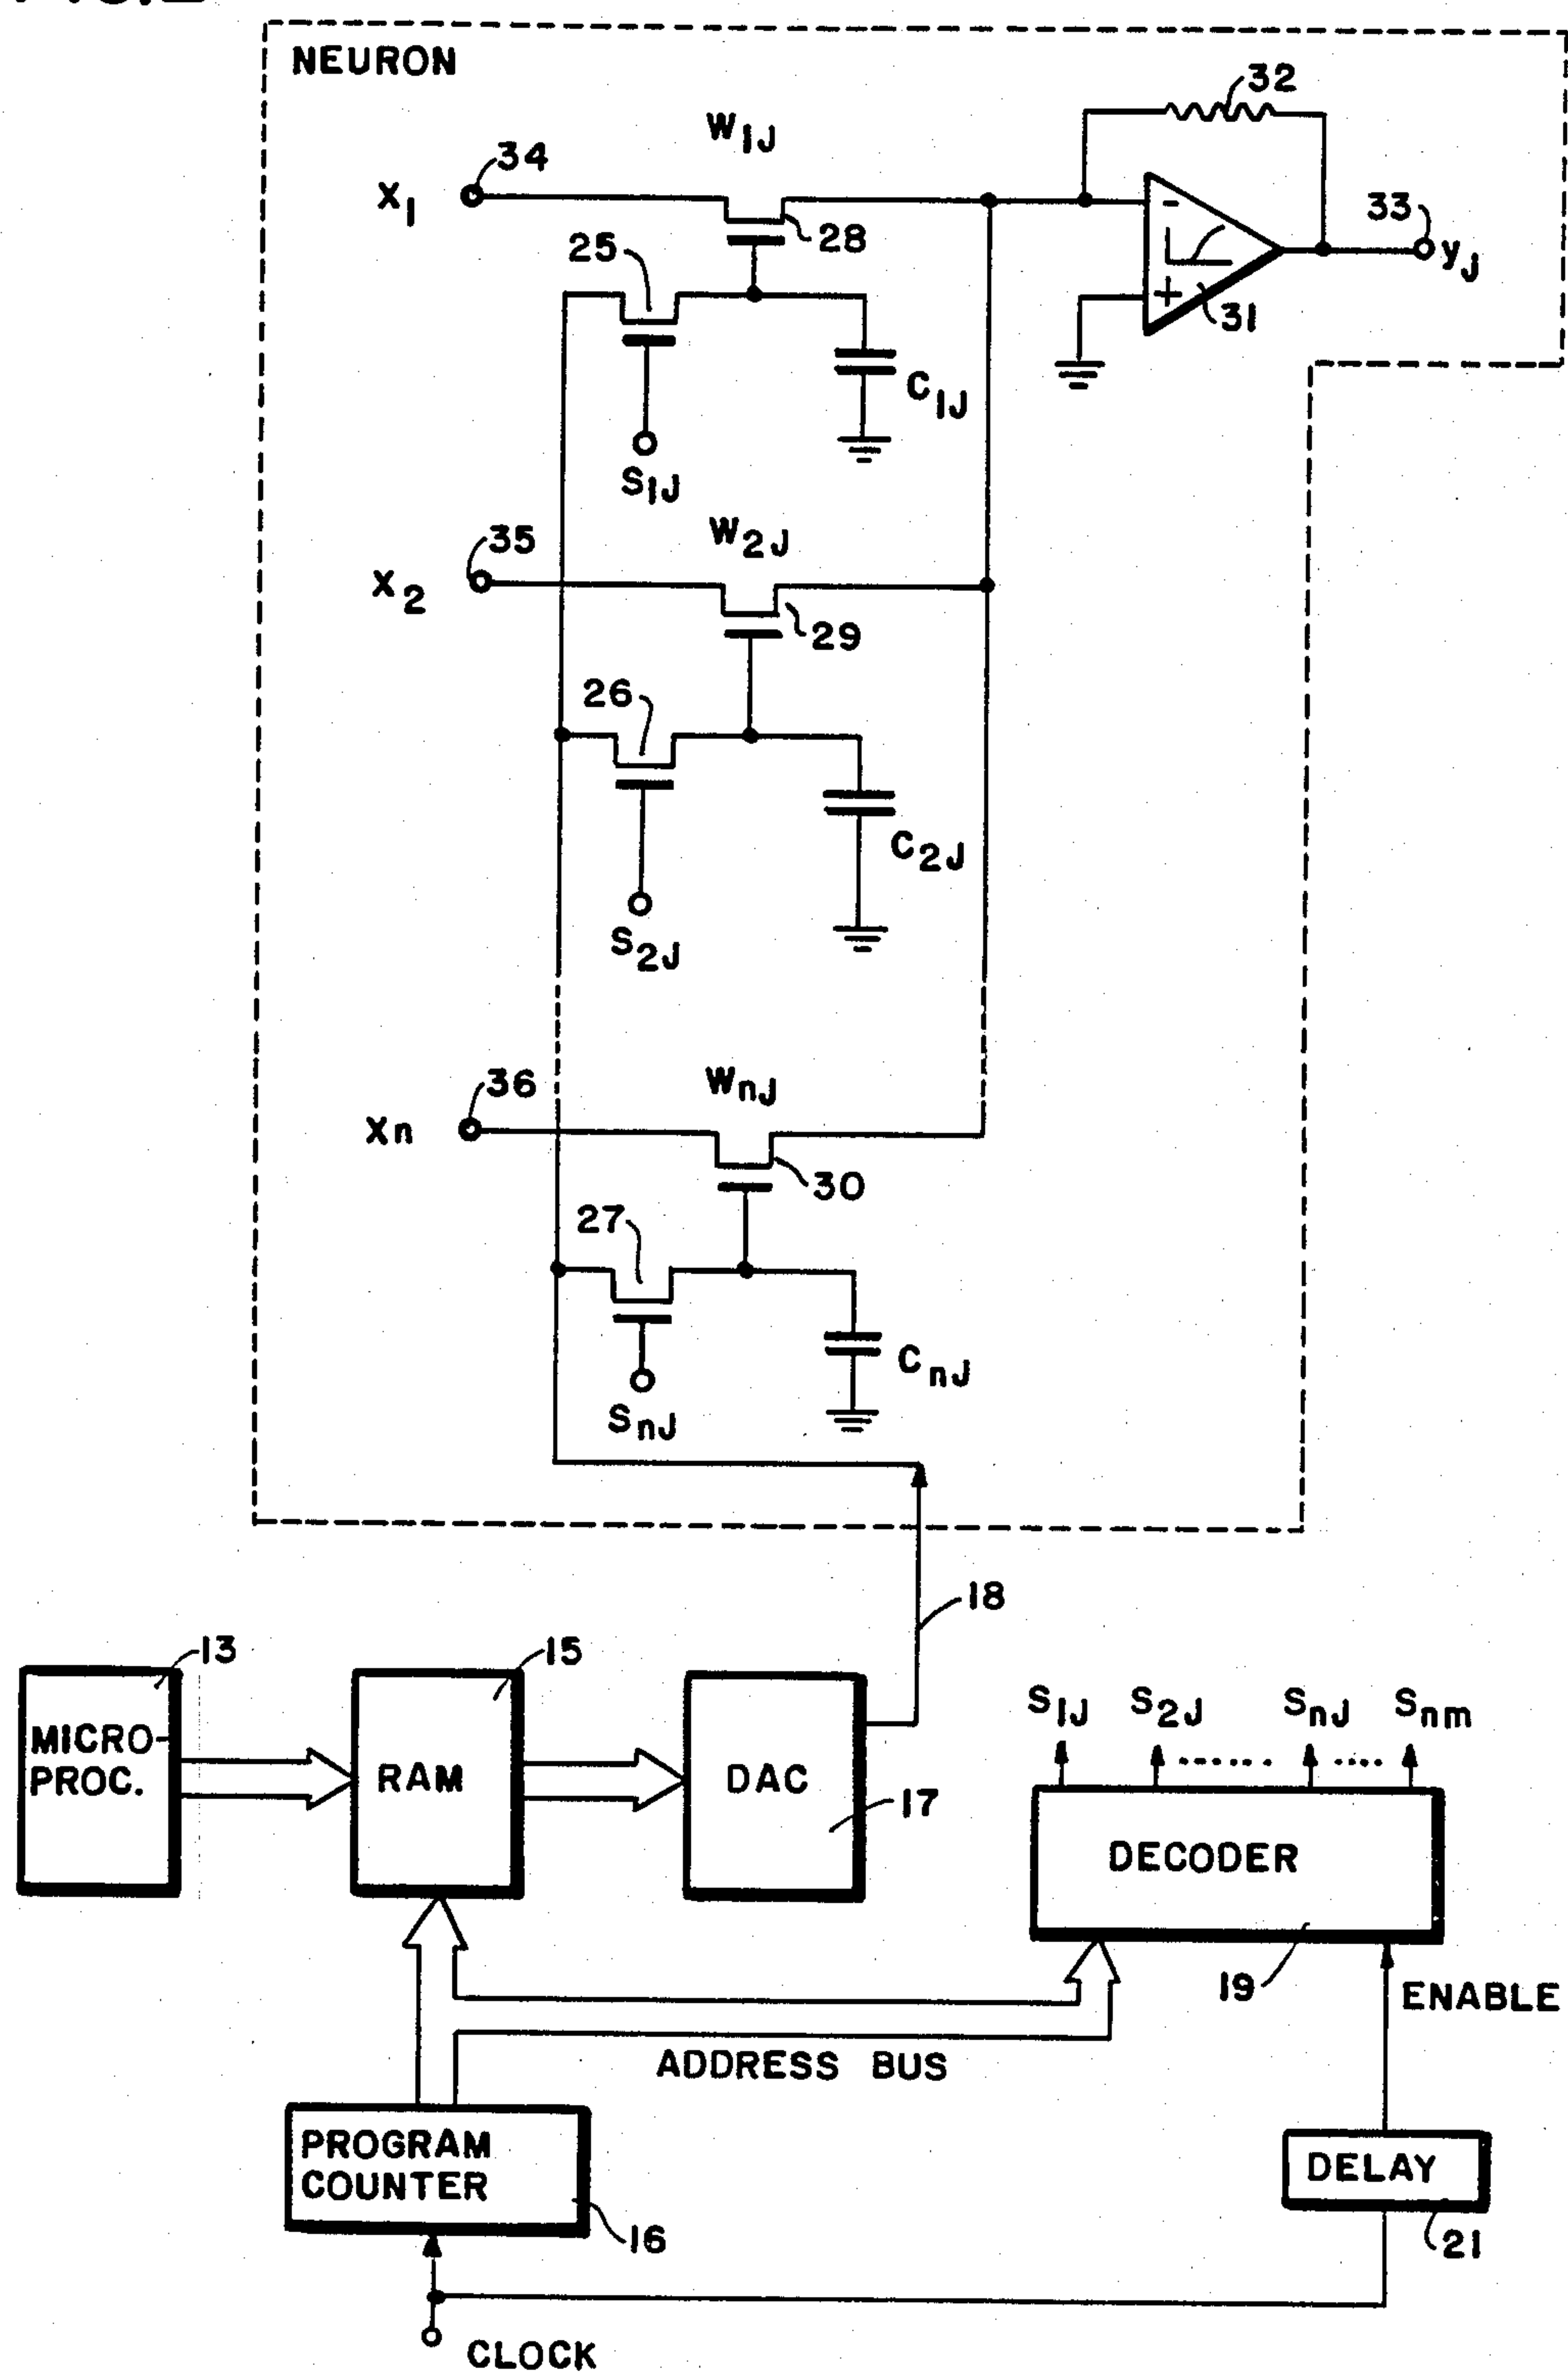 NEURON
32
W1J
34
X1
28
25
-
33
yJ
+
31
C1J
S1J
W2J
35
X2
29
26
C2J
S2J
36
WnJ
Xn
30
27
CnJ
SnJ
18
13
15
MICRO-
PROC.
RAM
DAC
17
S1J S2J ...... SnJ .... Snm
DECODER
19
ENABLE
ADDRESS BUS
PROGRAM
COUNTER
16
DELAY
21
CLOCK